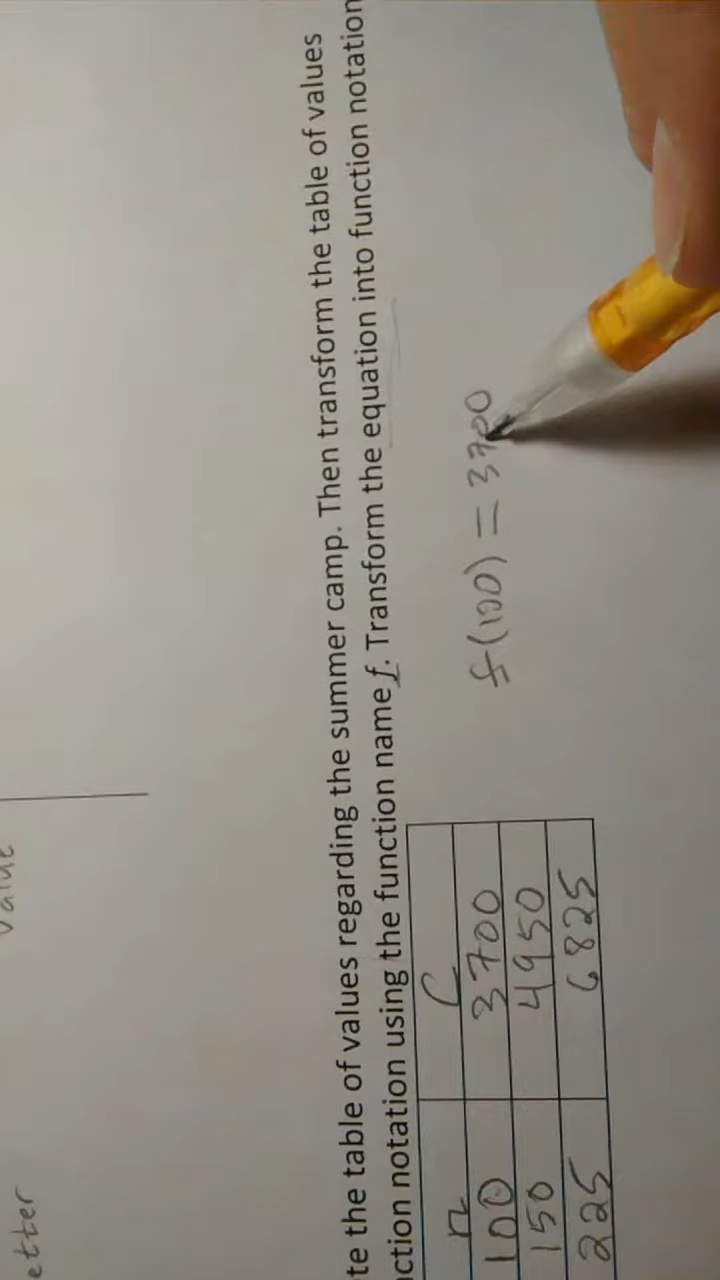 etter value
te the table of values regarding the summer camp. Then transform the table of values
ction notation using the function name f. Transform the equation into function notation
n C
100 3700 f(100) = 3700
150 4950
225 6825